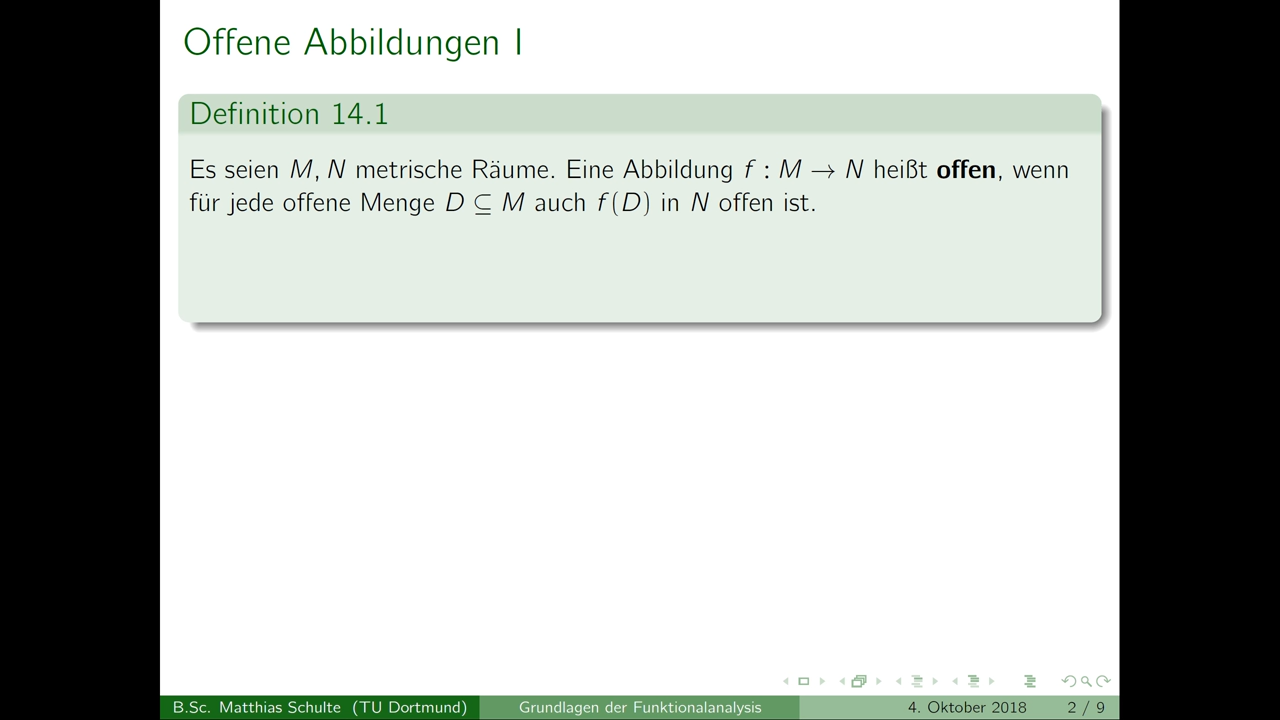 Offene Abbildungen I
Definition 14.1
Es seien M, N metrische Räume. Eine Abbildung f : M → N heißt offen, wenn
für jede offene Menge D ⊆ M auch f(D) in N offen ist.
B.Sc. Matthias Schulte (TU Dortmund) Grundlagen der Funktionalanalysis 4. Oktober 2018 2 / 9